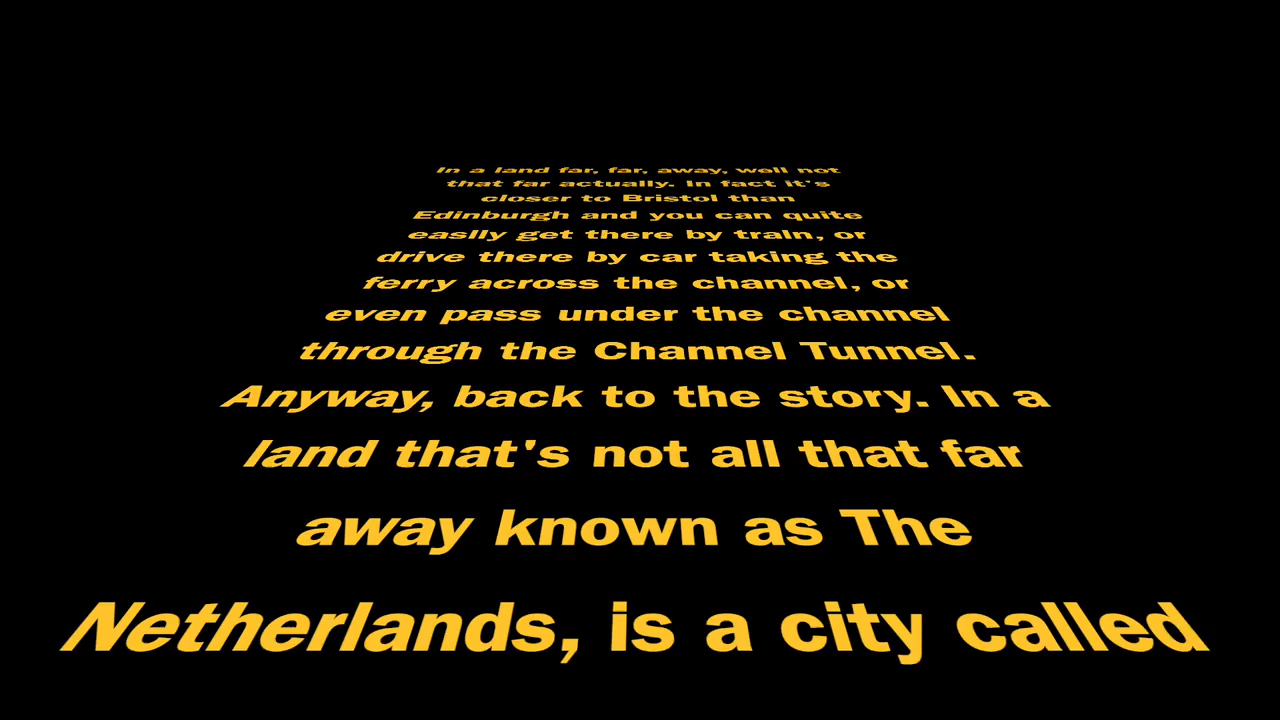 In a land far, far, away, well not
that far actually. In fact it's
closer to Bristol than
Edinburgh and you can quite
easily get there by train, or
drive there by car taking the
ferry across the channel, or
even pass under the channel
through the Channel Tunnel.
Anyway, back to the story. In a
land that's not all that far
away known as The
Netherlands, is a city called